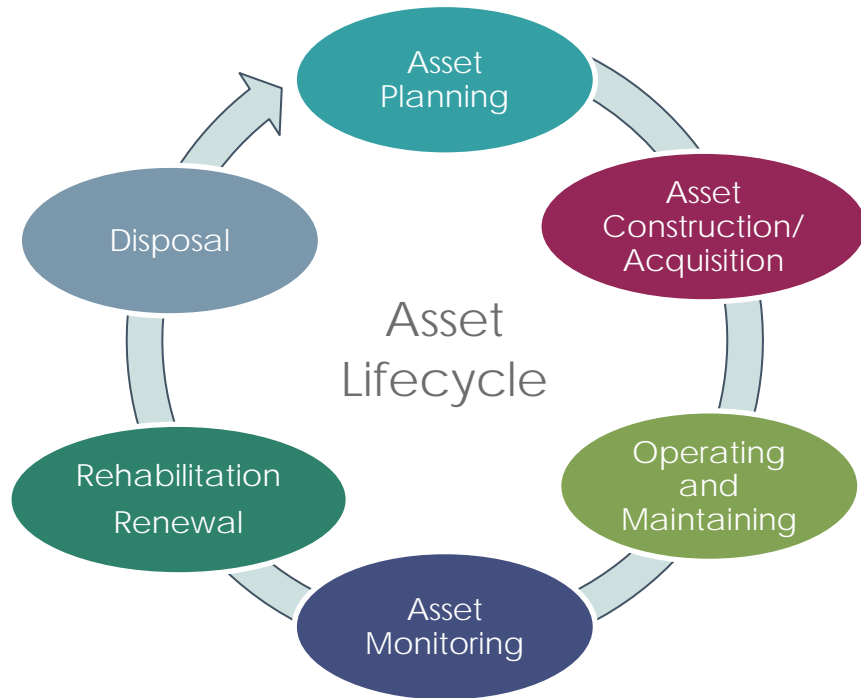 Asset
Planning
Asset
Construction/
Acquisition
Disposal
Asset
Lifecycle
Operating
and
Maintaining
Rehabilitation
Renewal
Asset
Monitoring